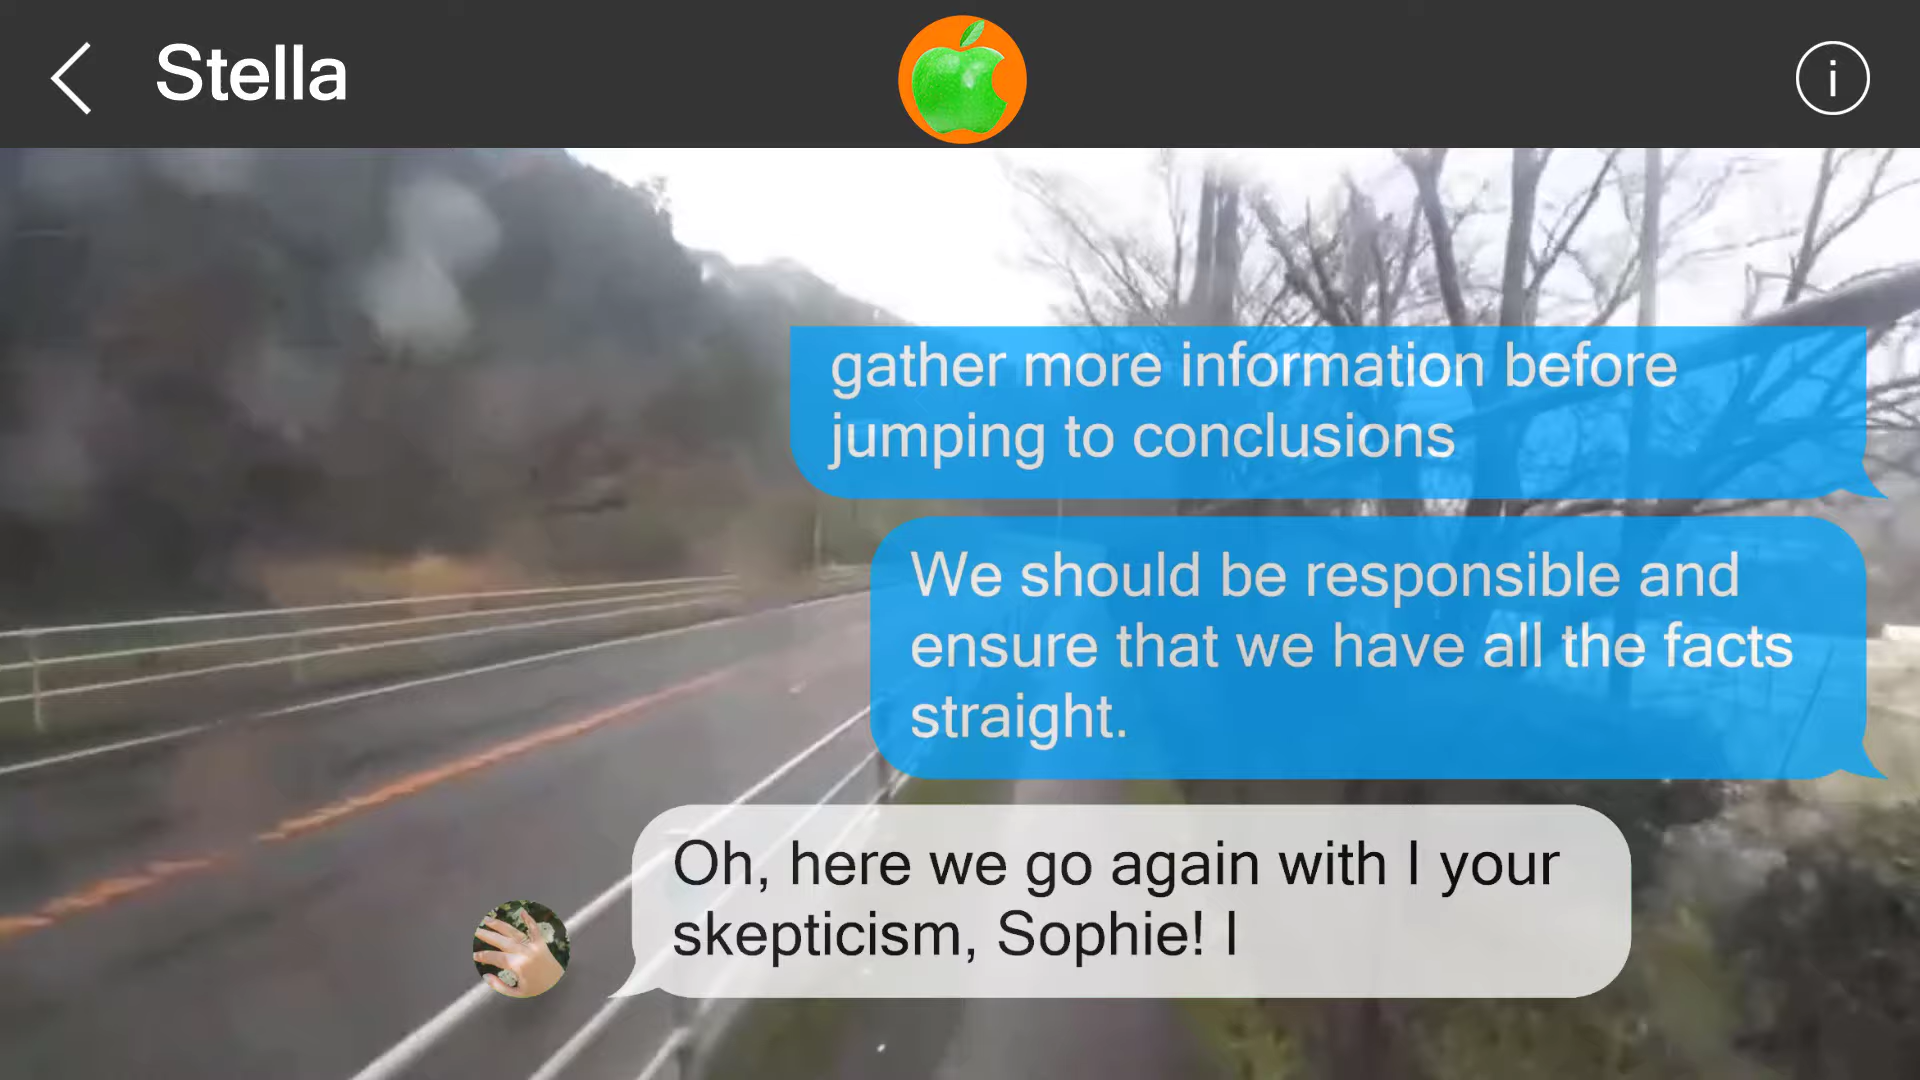 Stella
i
gather more information before
jumping to conclusions
We should be responsible and
ensure that we have all the facts
straight.
Oh, here we go again with I your
skepticism, Sophie! I